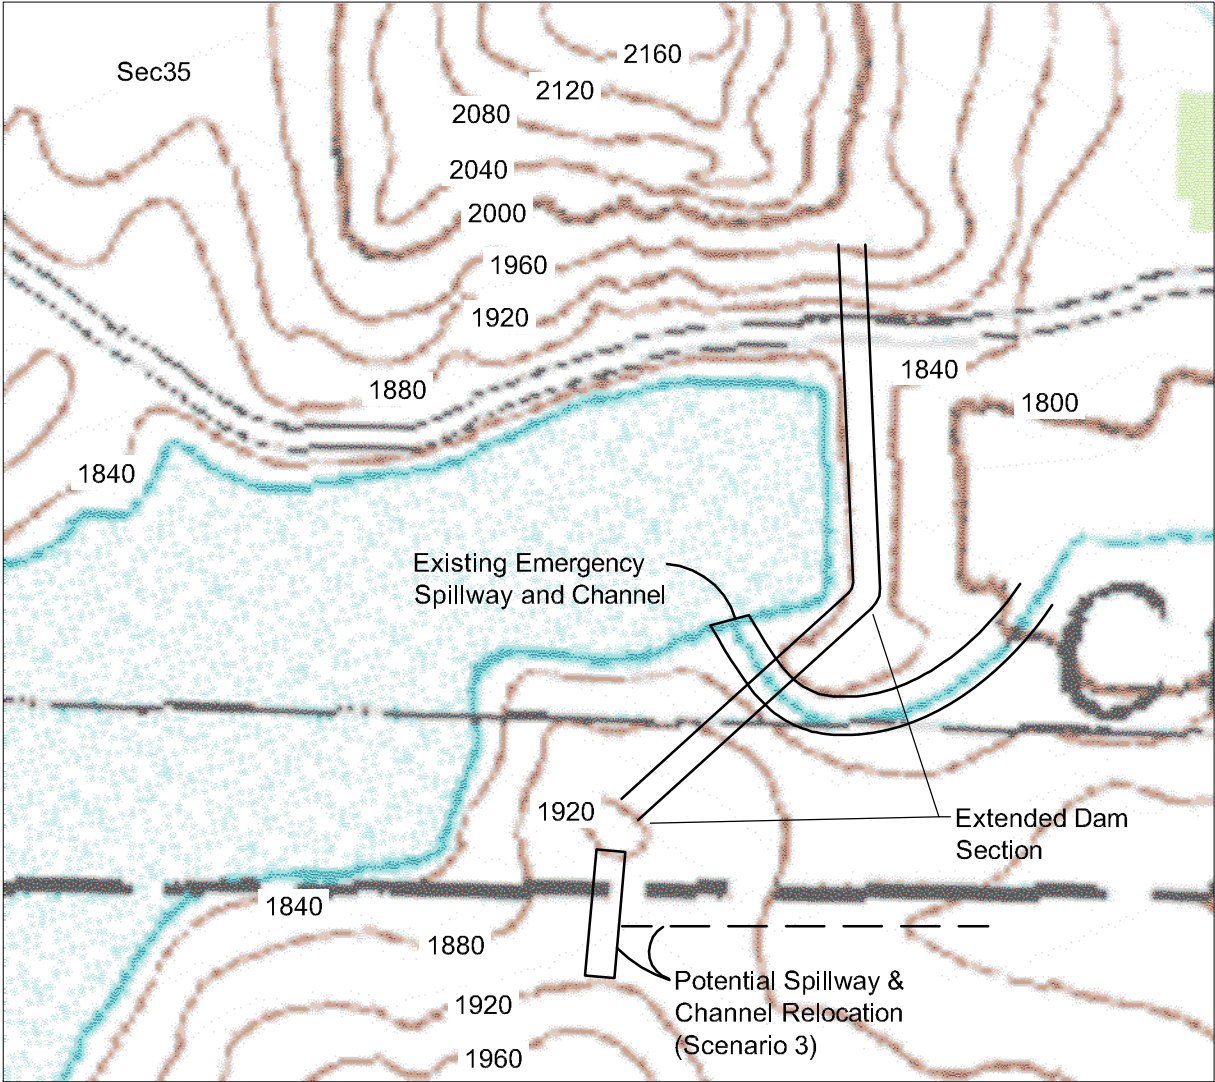 2160
Sec35
2120
2080
2040
2000
1960
1920
1840
1880
1800
1840
Existing Emergency
Spillway and Channel
1920
Extended Dam
Section
1840
1880
Potential Spillway &
Channel Relocation
(Scenario 3)
1920
1960